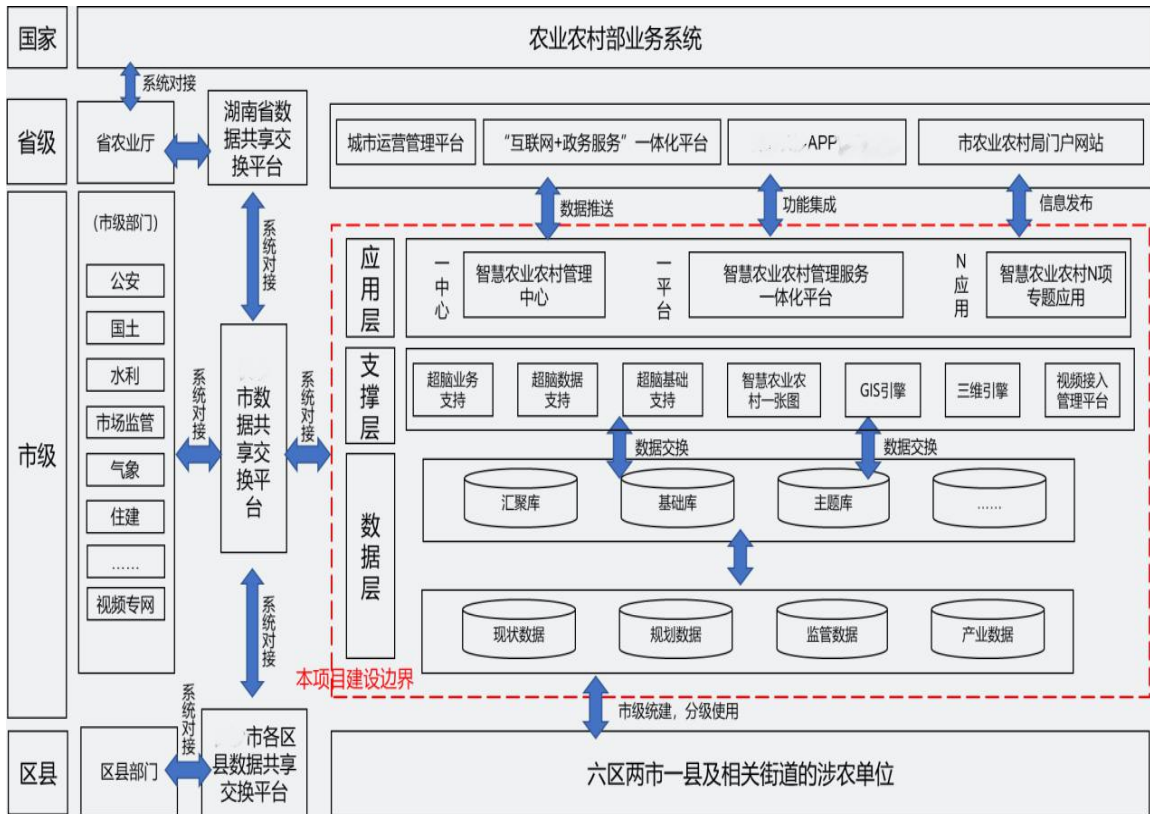 国家
农业农村部业务系统
系统对接
省级
省农业厅
湖南省数
据共享交
换平台
城市运营管理平台
“互联网+政务服务”一体化平台
APP
市农业农村局门户网站
数据推送
功能集成
信息发布
市级
(市级部门)
公安
国土
水利
市场监管
气象
住建
……
视频专网
系统对接
系统对接
市数
据共
享交
换平
台
系统对接
系统对接
应用层
一中心
智慧农业农村管理
中心
一平台
智慧农业农村管理服务
一体化平台
N应用
智慧农业农村N项
专题应用
支撑层
超脑业务
支持
超脑数据
支持
超脑基础
支持
智慧农业农
村一张图
GIS引擎
三维引擎
视频接入
管理平台
数据交换
数据交换
数据层
汇聚库
基础库
主题库
……
现状数据
规划数据
监管数据
产业数据
本项目建设边界
市级统建，分级使用
区县
区县部门
系统对接
市各区
县数据共享
交换平台
六区两市一县及相关街道的涉农单位